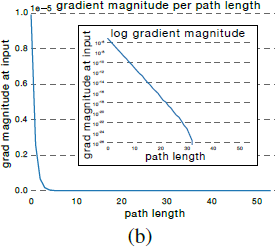 1e−5 gradient magnitude per path length
1.0
0.8
0.6
0.4
0.2
0.0
grad magnitude at input
0 10 20 30 40 50
path length
log gradient magnitude
grad magnitude at input
0 10 20 30 40 50
path length
(b)